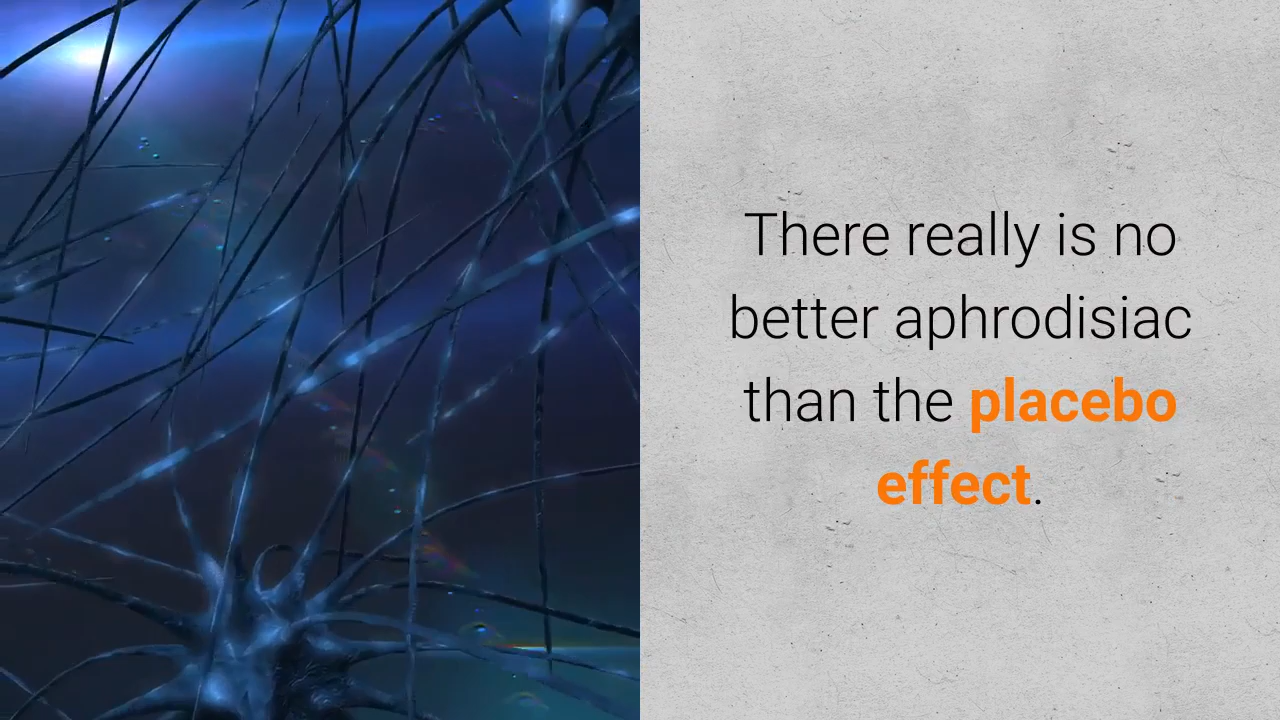 There really is no
better aphrodisiac
than the placebo
effect.